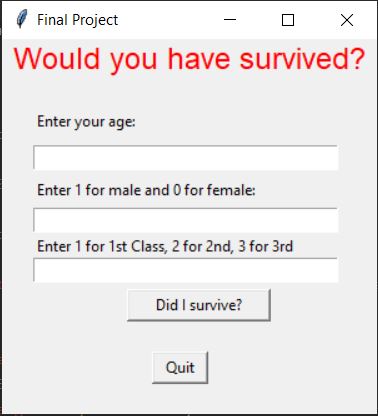 Final Project
Would you have survived?
Enter your age:
Enter 1 for male and 0 for female:
Enter 1 for 1st Class, 2 for 2nd, 3 for 3rd
Did I survive?
Quit